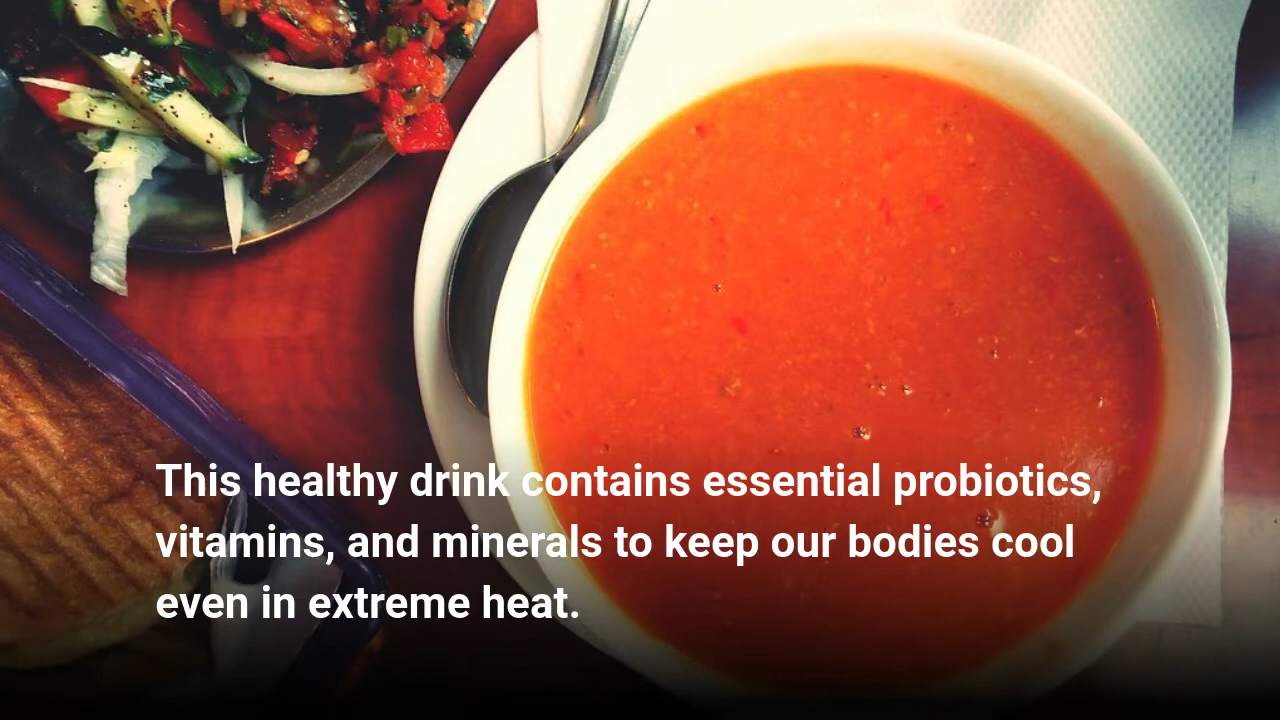 This healthy drink contains essential probiotics,
vitamins, and minerals to keep our bodies cool
even in extreme heat.